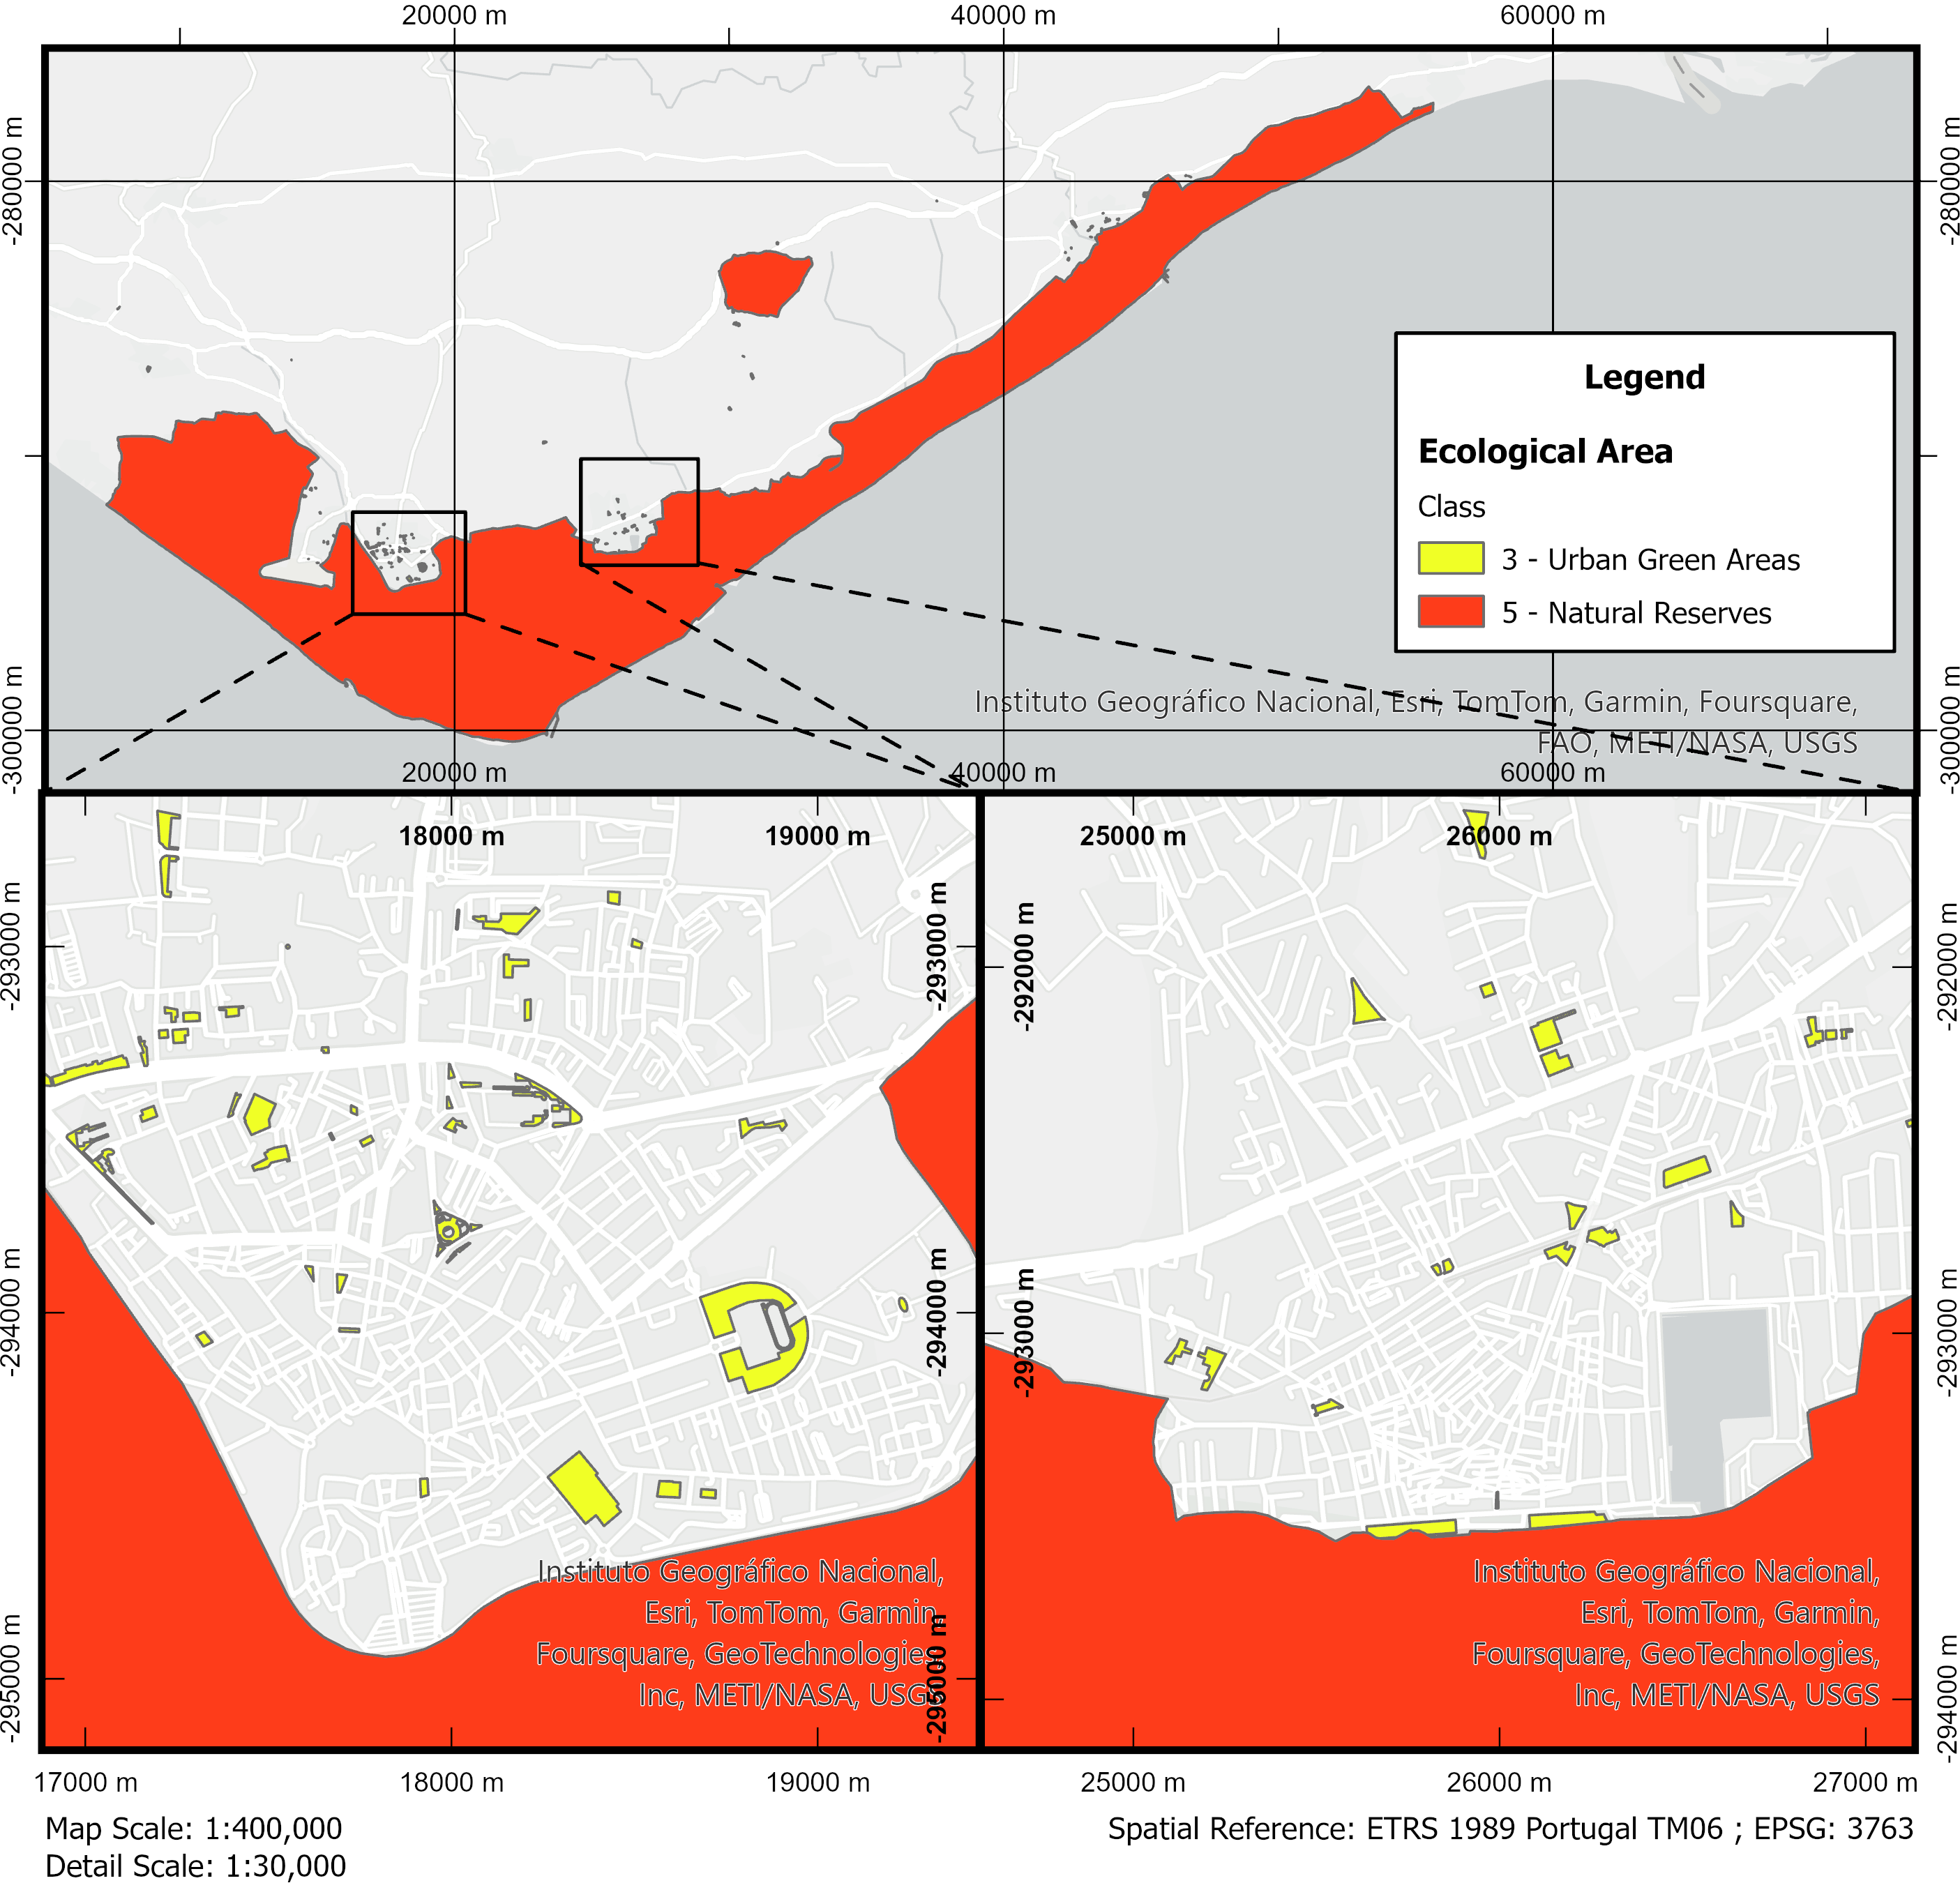 20000 m 40000 m 60000 m
-280000 m -280000 m
Legend
Ecological Area
Class
3 - Urban Green Areas
5 - Natural Reserves
Instituto Geográfico Nacional, Esri, TomTom, Garmin, Foursquare,
FAO, METI/NASA, USGS
-300000 m -300000 m
20000 m 40000 m 60000 m
18000 m 19000 m 25000 m 26000 m
-293000 m -293000 m -292000 m -292000 m
-294000 m -294000 m -293000 m -293000 m
Instituto Geográfico Nacional,
Esri, TomTom, Garmin,
Foursquare, GeoTechnologies,
Inc, METI/NASA, USGS
Instituto Geográfico Nacional,
Esri, TomTom, Garmin,
Foursquare, GeoTechnologies,
Inc, METI/NASA, USGS
-295000 m -295000 m -294000 m
17000 m 18000 m 19000 m 25000 m 26000 m 27000 m
Map Scale: 1:400,000
Detail Scale: 1:30,000
Spatial Reference: ETRS 1989 Portugal TM06 ; EPSG: 3763